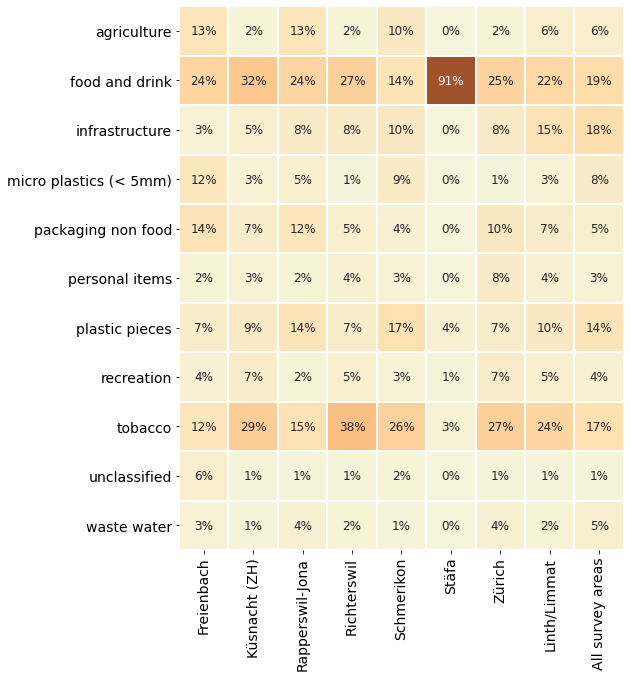 agriculture 13% 2% 13% 2% 10% 0% 2% 6% 6%
food and drink 24% 32% 24% 27% 14% 91% 25% 22% 19%
infrastructure 3% 5% 8% 8% 10% 0% 8% 15% 18%
micro plastics (< 5mm) 12% 3% 5% 1% 9% 0% 1% 3% 8%
packaging non food 14% 7% 12% 5% 4% 0% 10% 7% 5%
personal items 2% 3% 2% 4% 3% 0% 8% 4% 3%
plastic pieces 7% 9% 14% 7% 17% 4% 7% 10% 14%
recreation 4% 7% 2% 5% 3% 1% 7% 5% 4%
tobacco 12% 29% 15% 38% 26% 3% 27% 24% 17%
unclassified 6% 1% 1% 1% 2% 0% 1% 1% 1%
waste water 3% 1% 4% 2% 1% 0% 4% 2% 5%
Freienbach
Küsnacht (ZH)
Rapperswil-Jona
Richterswil
Schmerikon
Stäfa
Zürich
Linth/Limmat
All survey areas